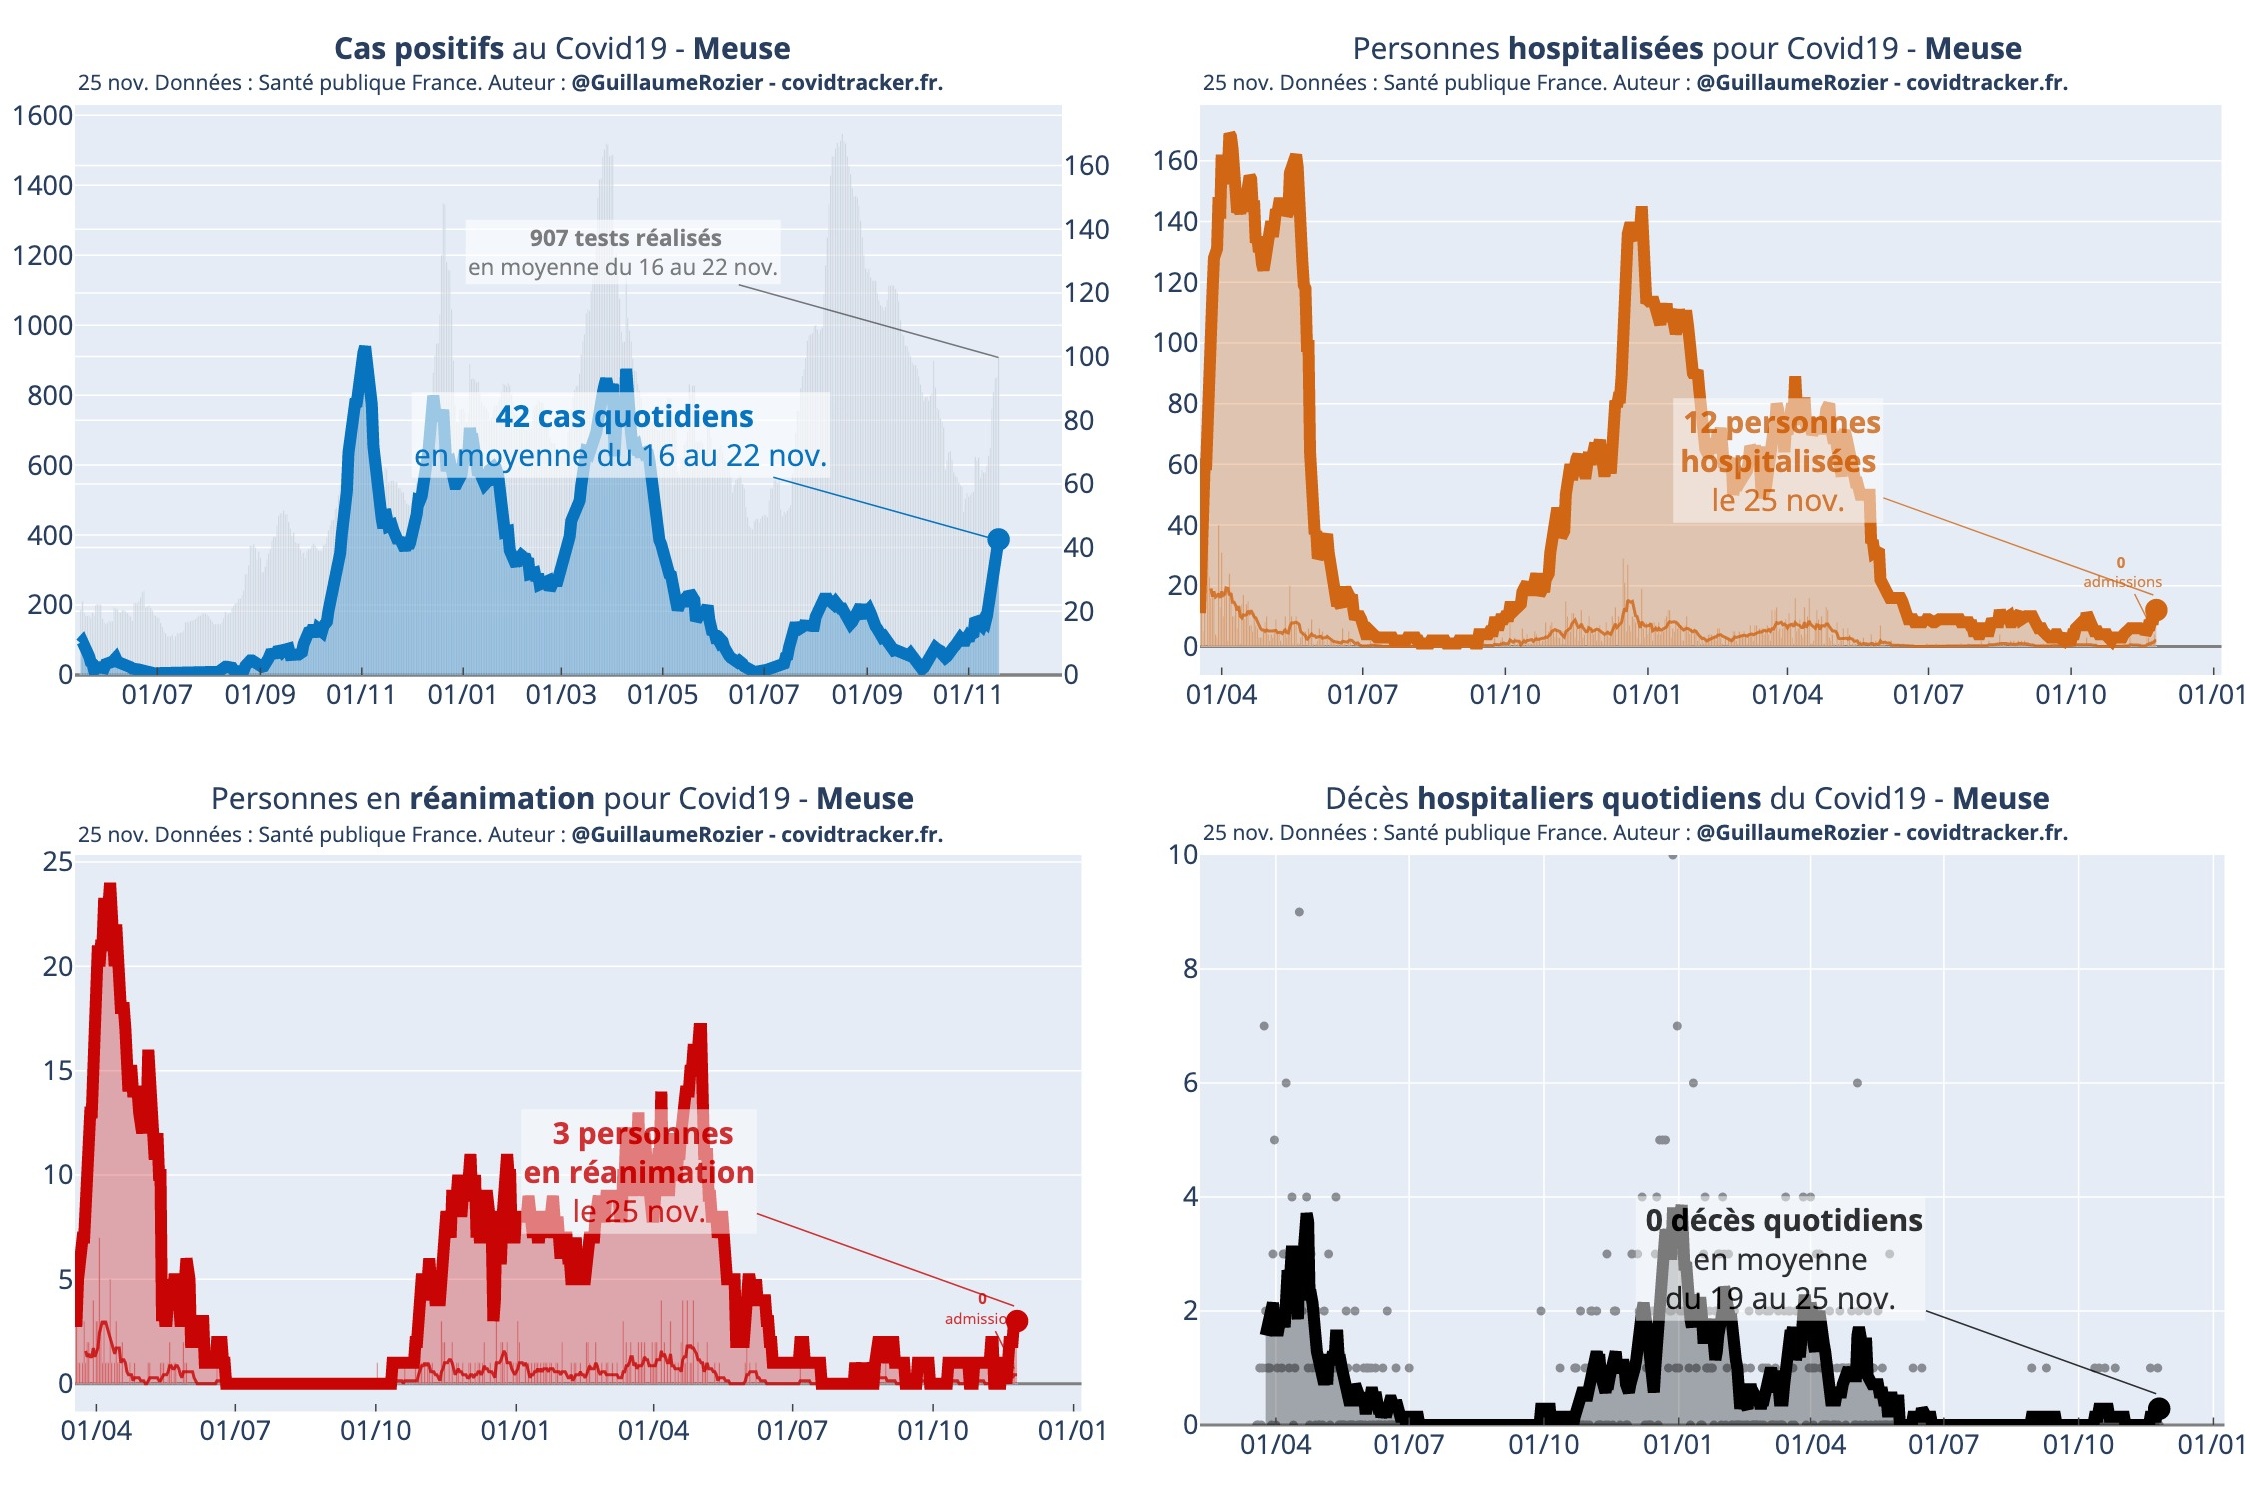 Cas positifs au Covid19 - Meuse
25 nov. Données : Santé publique France. Auteur : @GuillaumeRozier - covidtracker.fr.
1600
1400
1200
1000
800
600
400
200
0
160
140
120
100
80
60
40
20
0
907 tests réalisés
en moyenne du 16 au 22 nov.
42 cas quotidiens
en moyenne du 16 au 22 nov.
01/07 01/09 01/11 01/01 01/03 01/05 01/07 01/09 01/11
Personnes hospitalisées pour Covid19 - Meuse
25 nov. Données : Santé publique France. Auteur : @GuillaumeRozier - covidtracker.fr.
160
140
120
100
80
60
40
20
0
12 personnes
hospitalisées
le 25 nov.
0
admissions
01/04 01/07 01/10 01/01 01/04 01/07 01/10 01/01
Personnes en réanimation pour Covid19 - Meuse
25 nov. Données : Santé publique France. Auteur : @GuillaumeRozier - covidtracker.fr.
25
20
15
10
5
0
3 personnes
en réanimation
le 25 nov.
0
admissio
01/04 01/07 01/10 01/01 01/04 01/07 01/10 01/01
Décès hospitaliers quotidiens du Covid19 - Meuse
25 nov. Données : Santé publique France. Auteur : @GuillaumeRozier - covidtracker.fr.
10
8
6
4
2
0
0 décès quotidiens
en moyenne
du 19 au 25 nov.
01/04 01/07 01/10 01/01 01/04 01/07 01/10 01/01